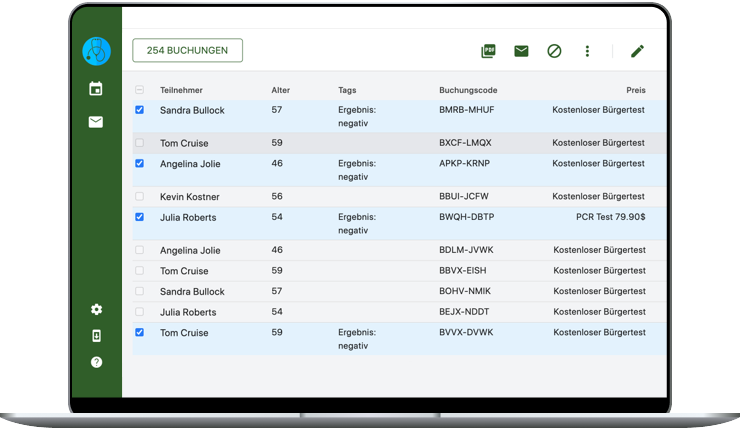 254 BUCHUNGEN
PDF
Teilnehmer Alter Tags Buchungscode Preis
Sandra Bullock 57 Ergebnis: BMRB-MHUF Kostenloser Bürgertest
negativ
Tom Cruise 59 BXCF-LMQX Kostenloser Bürgertest
Angelina Jolie 46 Ergebnis: APKP-KRNP Kostenloser Bürgertest
negativ
Kevin Kostner 56 BBUI-JCFW Kostenloser Bürgertest
Julia Roberts 54 Ergebnis: BWQH-DBTP PCR Test 79.90$
negativ
Angelina Jolie 46 BDLM-JVWK Kostenloser Bürgertest
Tom Cruise 59 BBVX-EISH Kostenloser Bürgertest
Sandra Bullock 57 BOHV-NMIK Kostenloser Bürgertest
Julia Roberts 54 BEJX-NDDT Kostenloser Bürgertest
Tom Cruise 59 Ergebnis: BVVX-DVWK Kostenloser Bürgertest
negativ